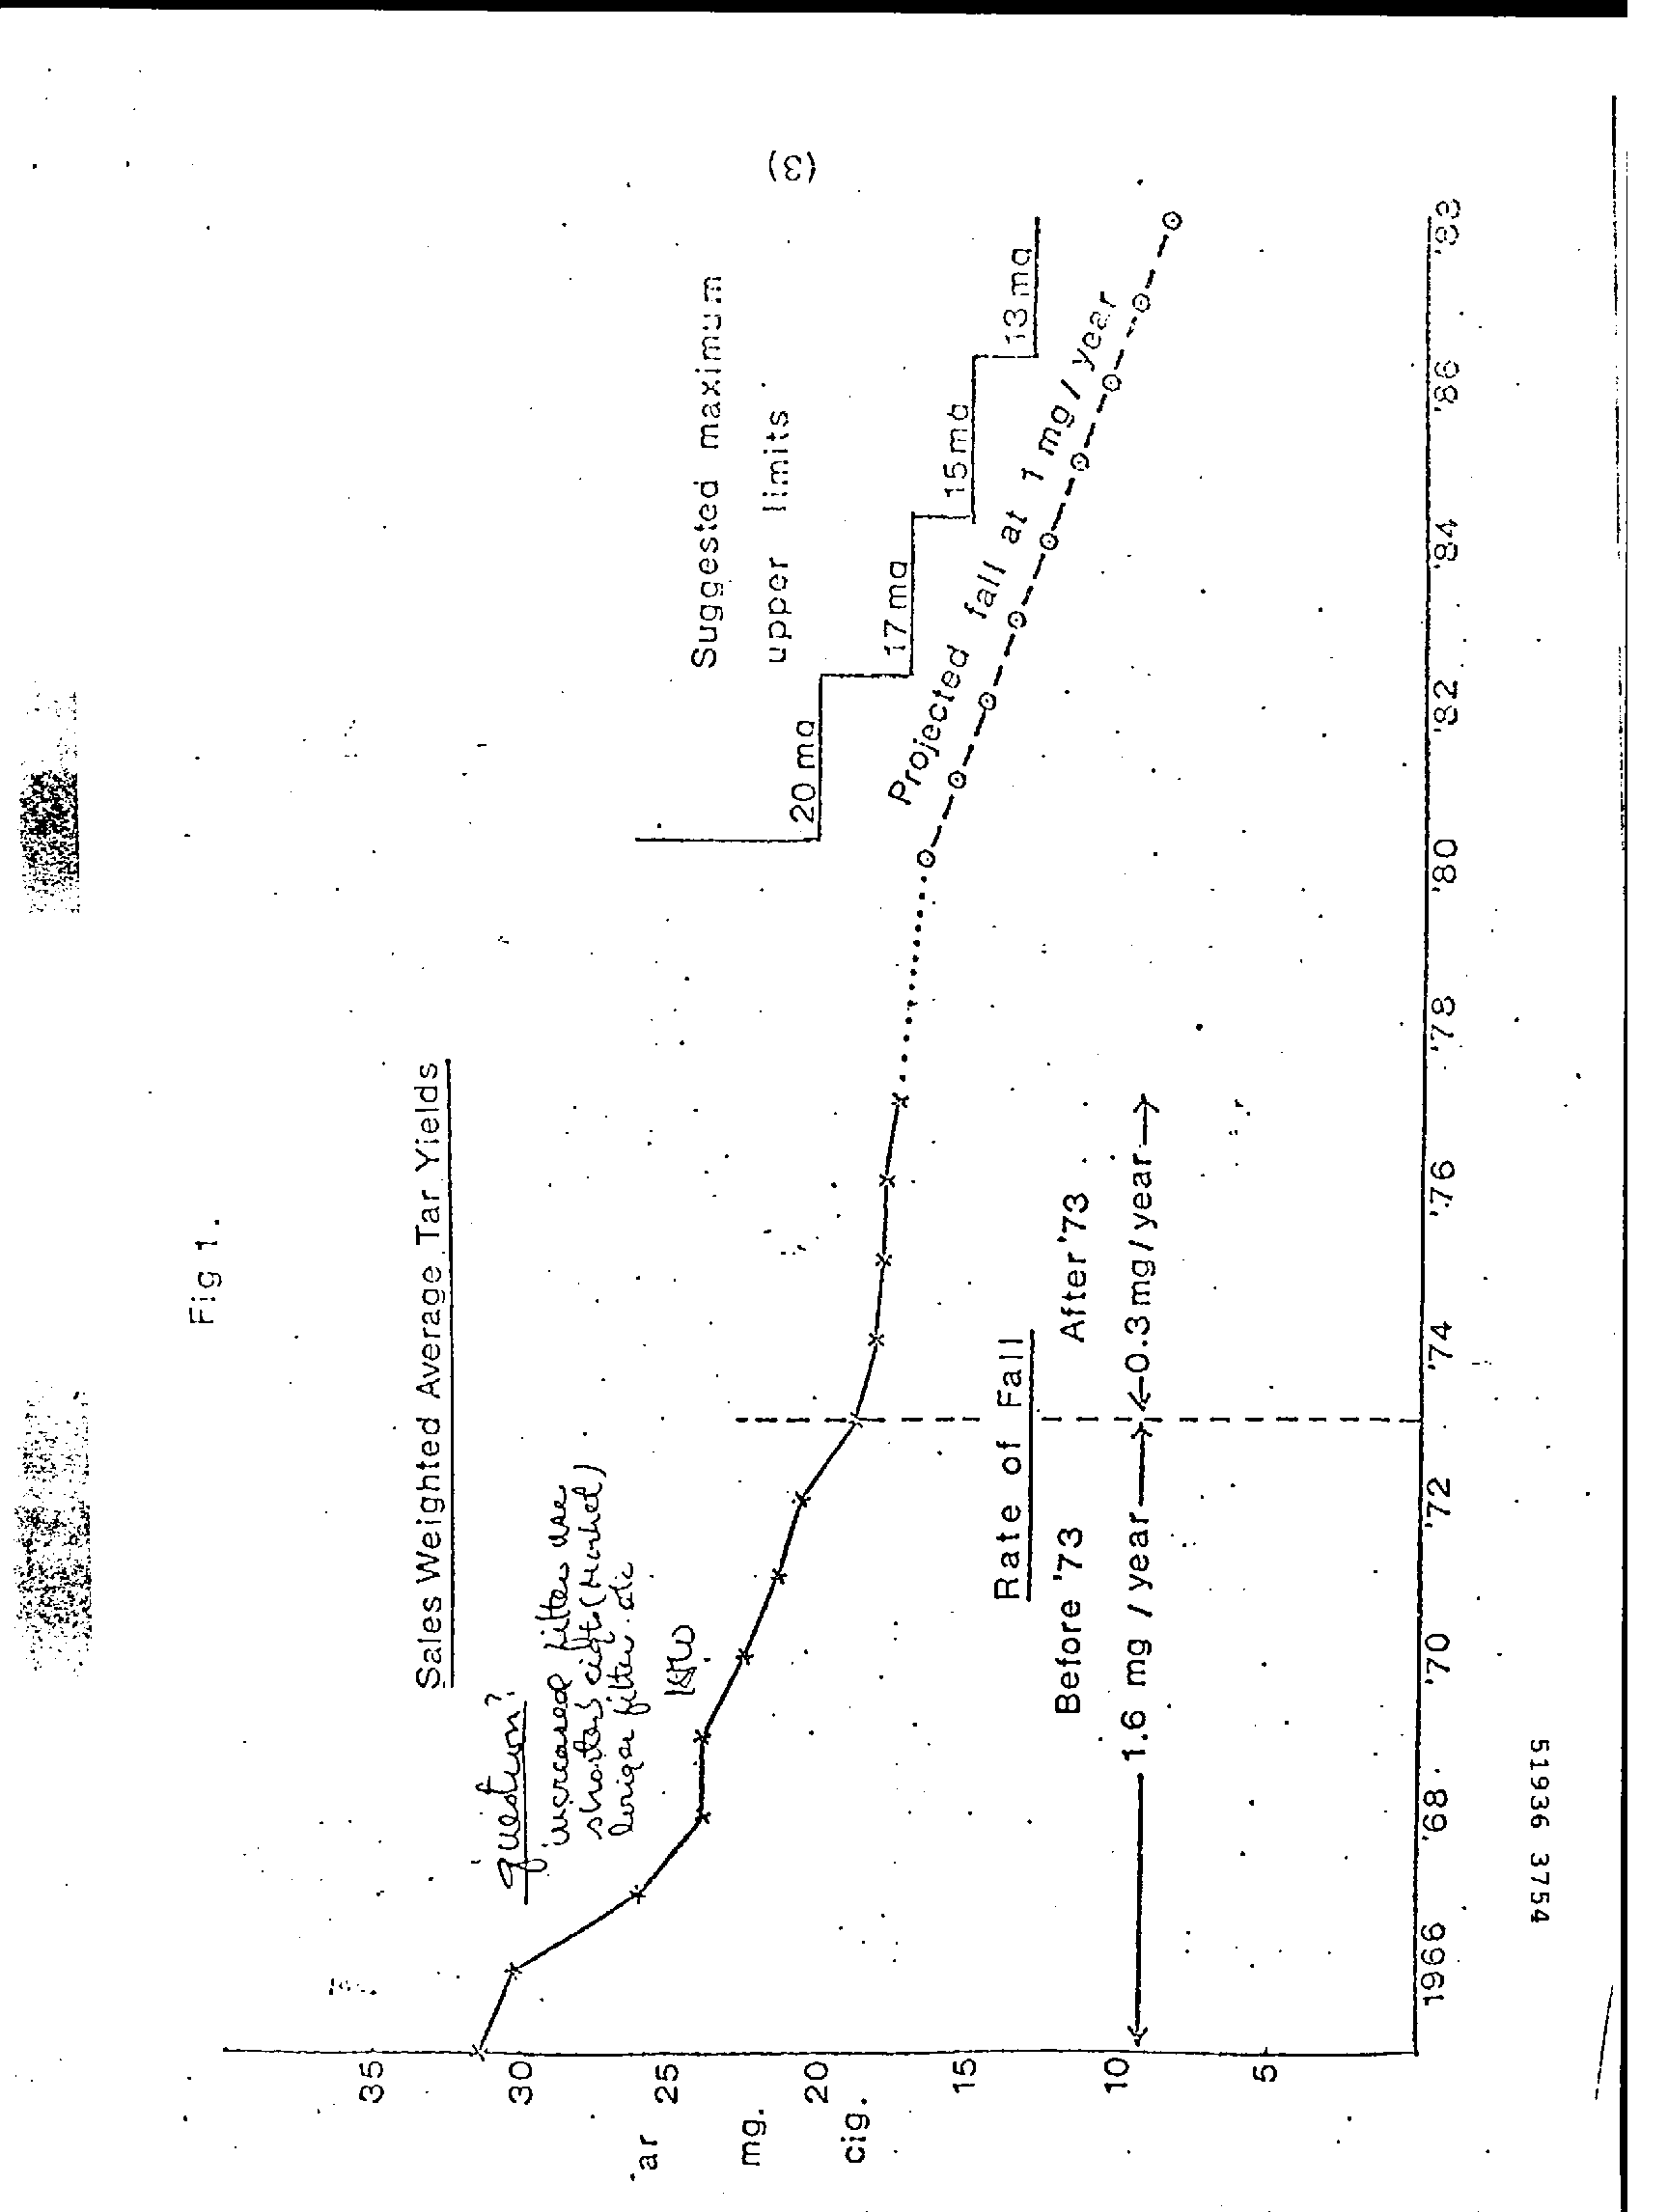 (3)
Fig 1.
Sales Weighted Average Tar Yields
question?
increased filter use
shorter cigt (market)
longer filter etc
Suggested maximum
upper limits
20 mg
17 mg
15 mg
13 mg
Projected fall at 1 mg / year
Rate of Fall
Before '73 After '73
1.6 mg / year 0.3 mg / year
35
30
25
20
15
10
5
ar
mg.
cig.
1966 '68 '70 '72 '74 '76 '78 '80 '82 '84 '86 '88
51936 3754